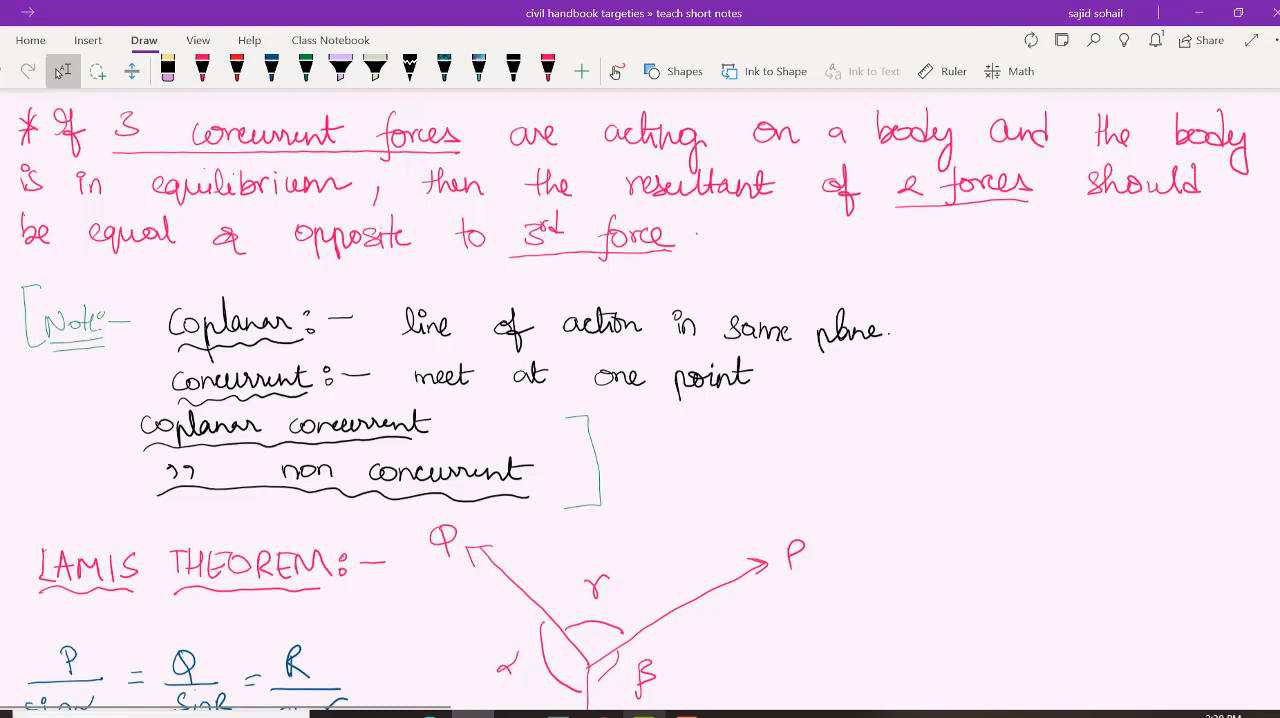 civil handbook targeties » teach short notes
sajid sohail
Home Insert Draw View Help Class Notebook
Share
Shapes Ink to Shape Ink to Text Ruler Math
* If 3 concurrent forces are acting on a body and the body
is in equilibrium, then the resultant of 2 forces should
be equal & opposite to 3rd force.
[Note:- Coplanar:- line of action in same plane.
Concurrent:- meet at one point
coplanar concurrent
,, non concurrent ]
LAMIS THEOREM:-
Q
P
γ
α
β
P = Q = R
sinα sinβ